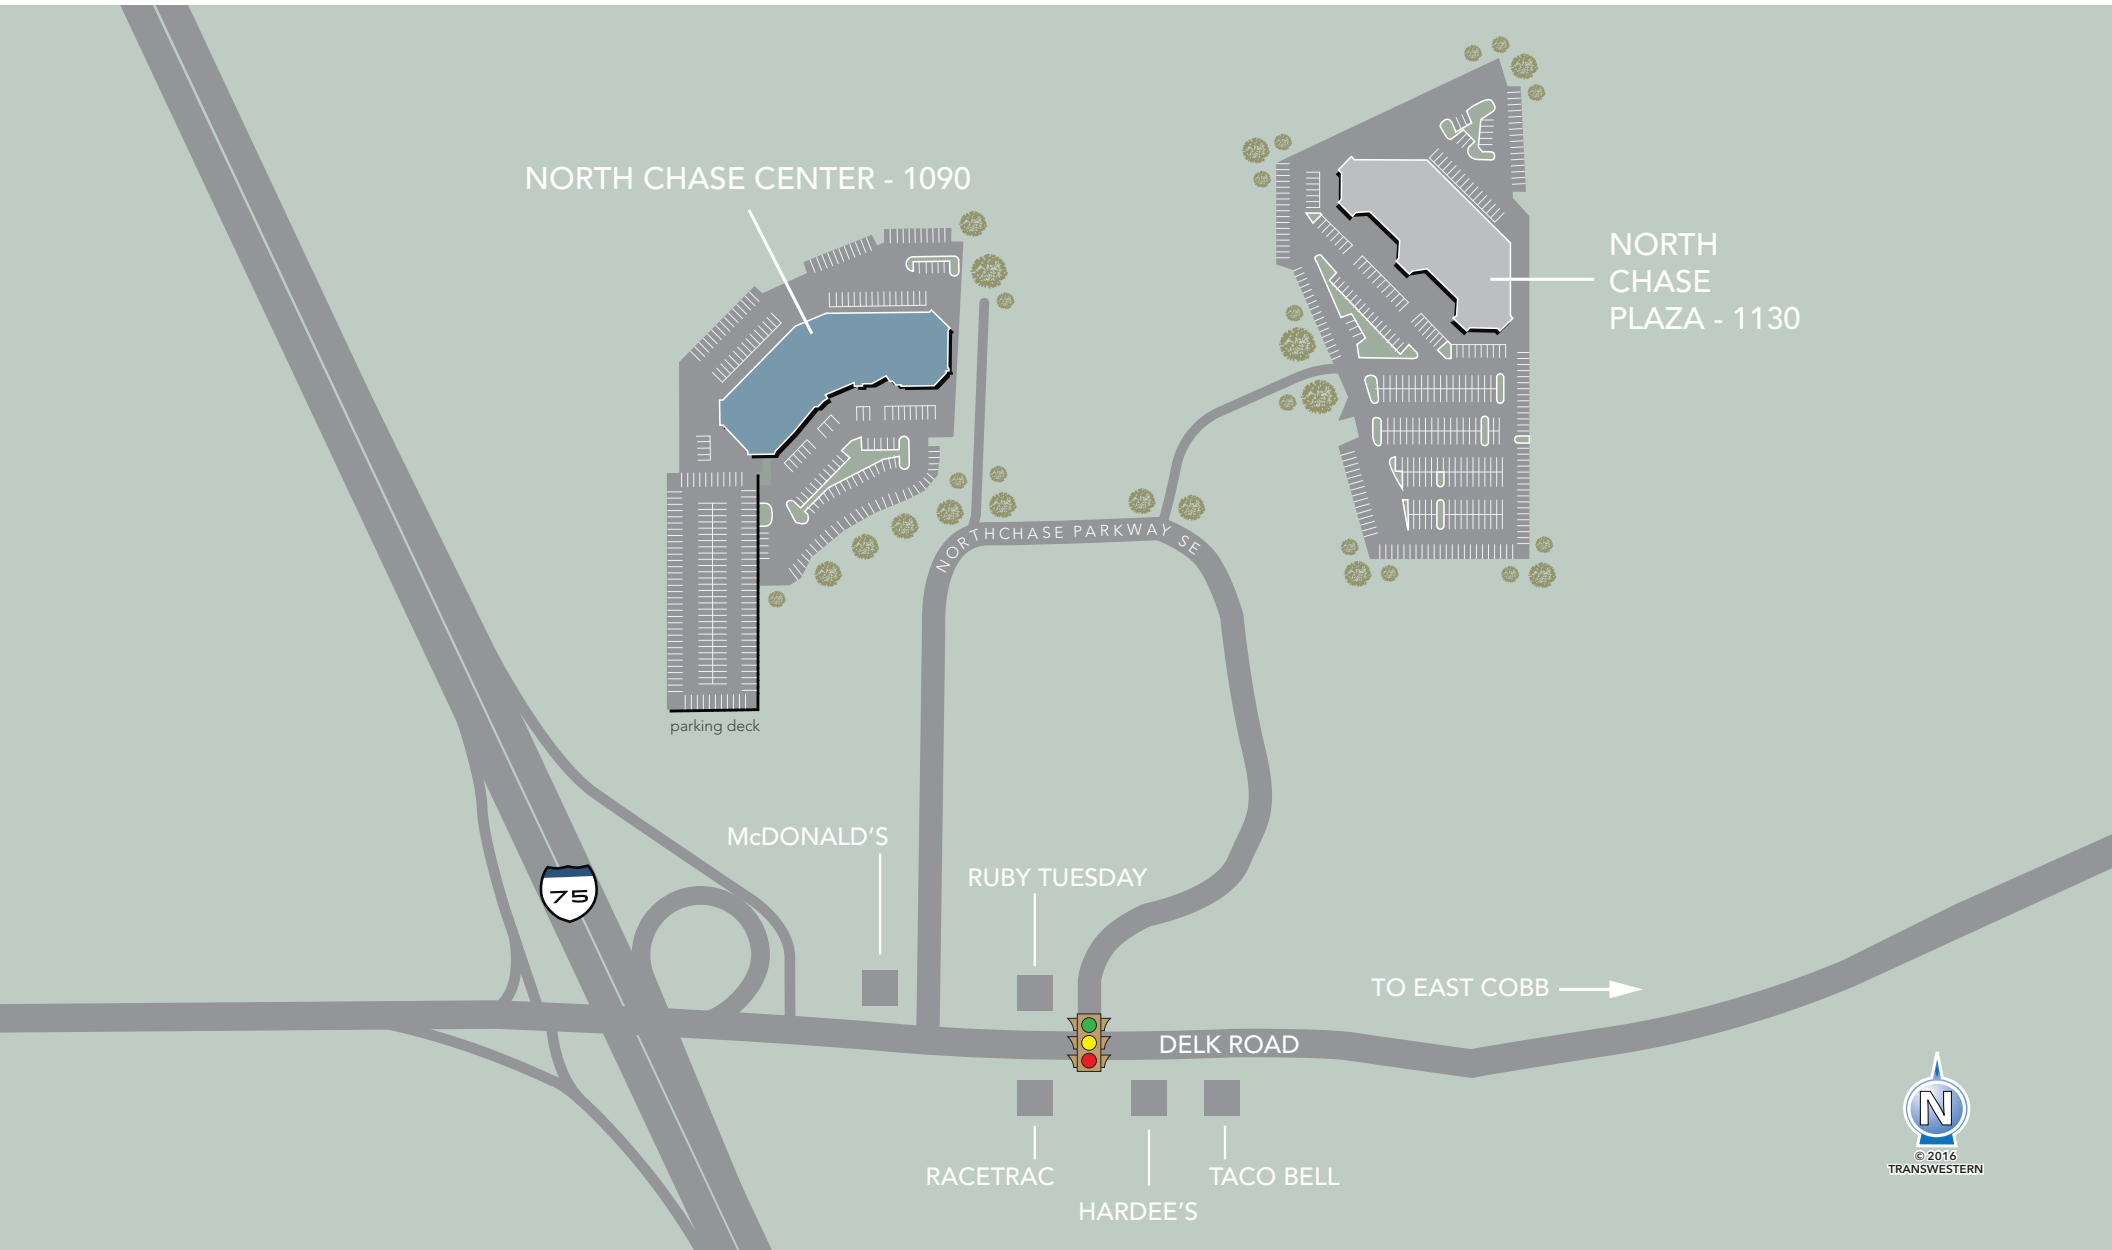 NORTH CHASE CENTER - 1090
NORTH
CHASE
PLAZA - 1130
NORTHCHASE PARKWAY SE
parking deck
McDONALD'S
RUBY TUESDAY
75
TO EAST COBB
DELK ROAD
RACETRAC
TACO BELL
HARDEE'S
N
© 2016
TRANSWESTERN